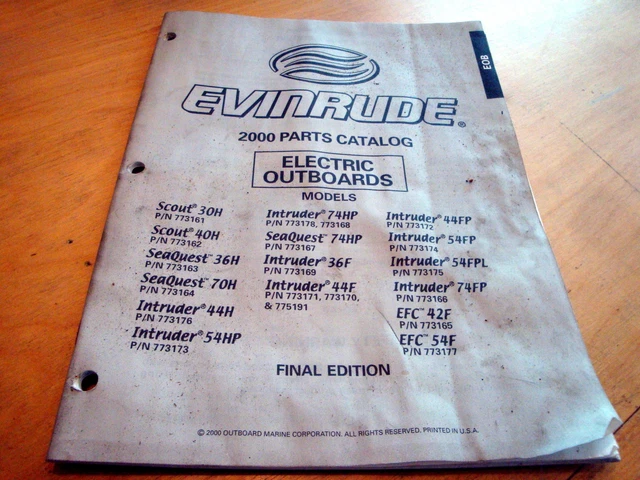 EOB
EVINRUDE®
2000 PARTS CATALOG
ELECTRIC
OUTBOARDS
MODELS
Scout® 30H
P/N 773161
Scout® 40H
P/N 773162
SeaQuest™ 36H
P/N 773163
SeaQuest™ 70H
P/N 773164
Intruder® 44H
P/N 773176
Intruder® 54HP
P/N 773173
Intruder® 74HP
P/N 773178, 773168
SeaQuest™ 74HP
P/N 773167
Intruder® 36F
P/N 773169
Intruder® 44F
P/N 773171, 773170,
& 775191
Intruder® 44FP
P/N 773172
Intruder® 54FP
P/N 773174
Intruder® 54FPL
P/N 773175
Intruder® 74FP
P/N 773166
EFC™ 42F
P/N 773165
EFC™ 54F
P/N 773177
FINAL EDITION
© 2000 OUTBOARD MARINE CORPORATION. ALL RIGHTS RESERVED. PRINTED IN U.S.A.